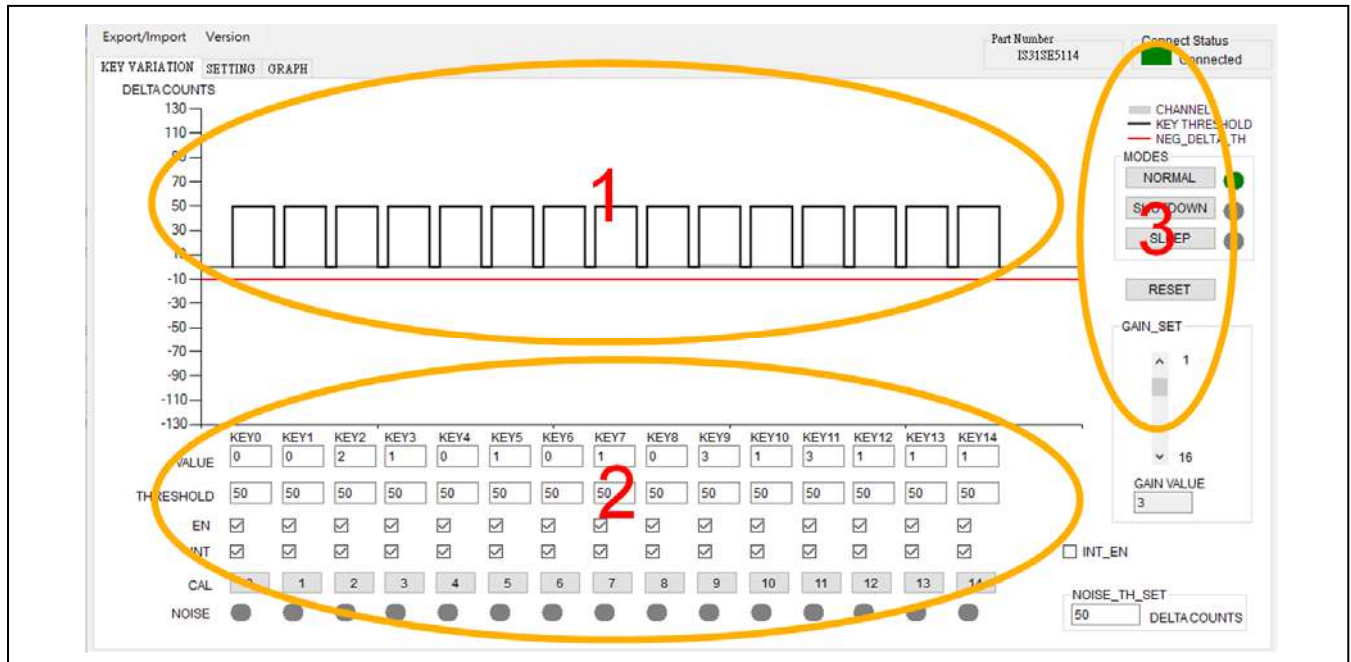 Export/Import Version
Part Number
IS31SE5114
Connect Status
Connected
KEY VARIATION SETTING GRAPH
DELTA COUNTS
130
110
90
70
50
30
10
-10
-30
-50
-70
-90
-110
-130
1
CHANNEL
KEY THRESHOLD
NEG_DELTA_TH
MODES
NORMAL
SHUTDOWN
SLEEP
3
RESET
GAIN_SET
1
16
GAIN VALUE
3
KEY0 KEY1 KEY2 KEY3 KEY4 KEY5 KEY6 KEY7 KEY8 KEY9 KEY10 KEY11 KEY12 KEY13 KEY14
VALUE 0 0 2 1 0 1 0 1 0 3 1 3 1 1 1
2
THRESHOLD 50 50 50 50 50 50 50 50 50 50 50 50 50 50 50
EN
INT
INT_EN
CAL 0 1 2 3 4 5 6 7 8 9 10 11 12 13 14
NOISE
NOISE_TH_SET
50 DELTA COUNTS